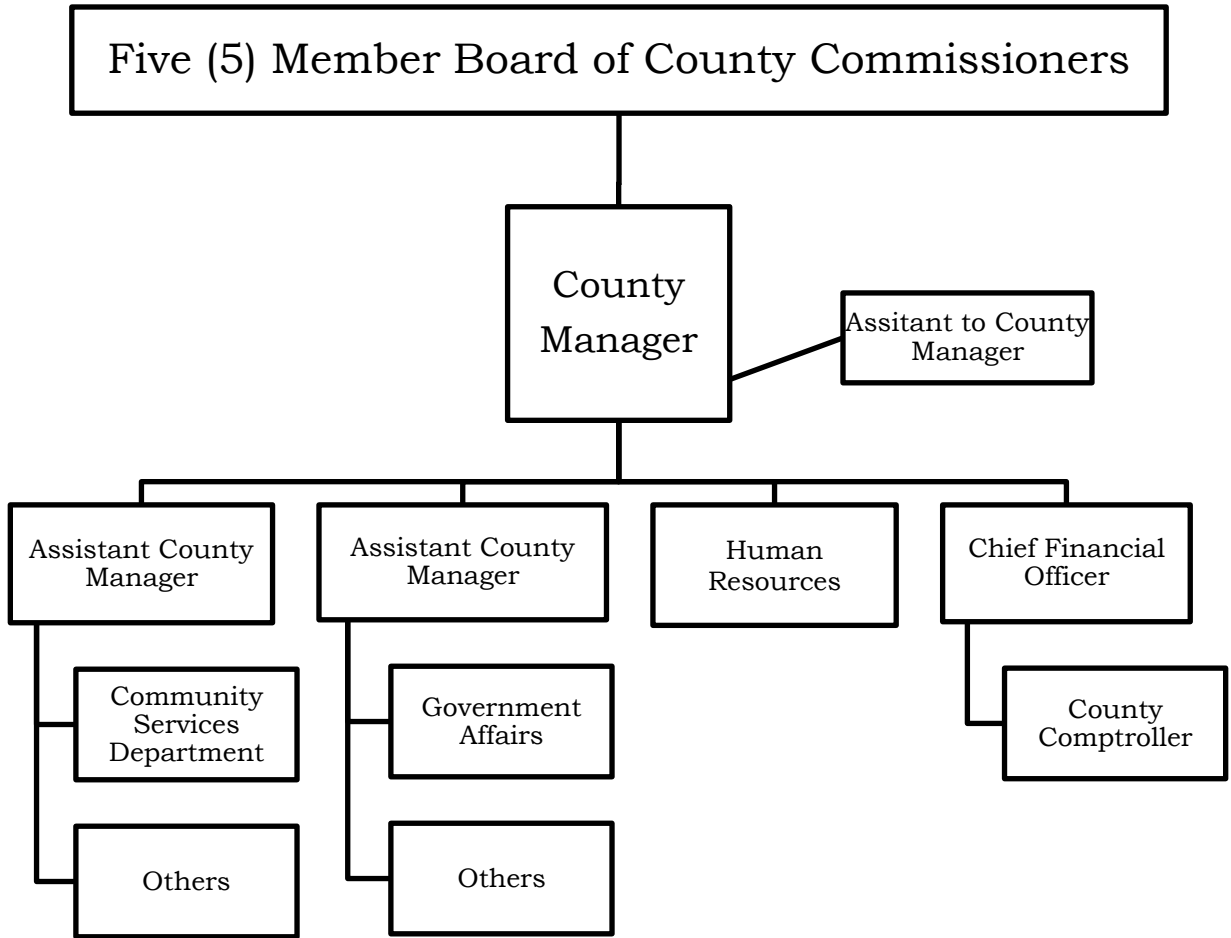 Five (5) Member Board of County Commissioners
County
Manager
Assitant to County
Manager
Assistant County
Manager
Assistant County
Manager
Human
Resources
Chief Financial
Officer
Community
Services
Department
Government
Affairs
County
Comptroller
Others
Others